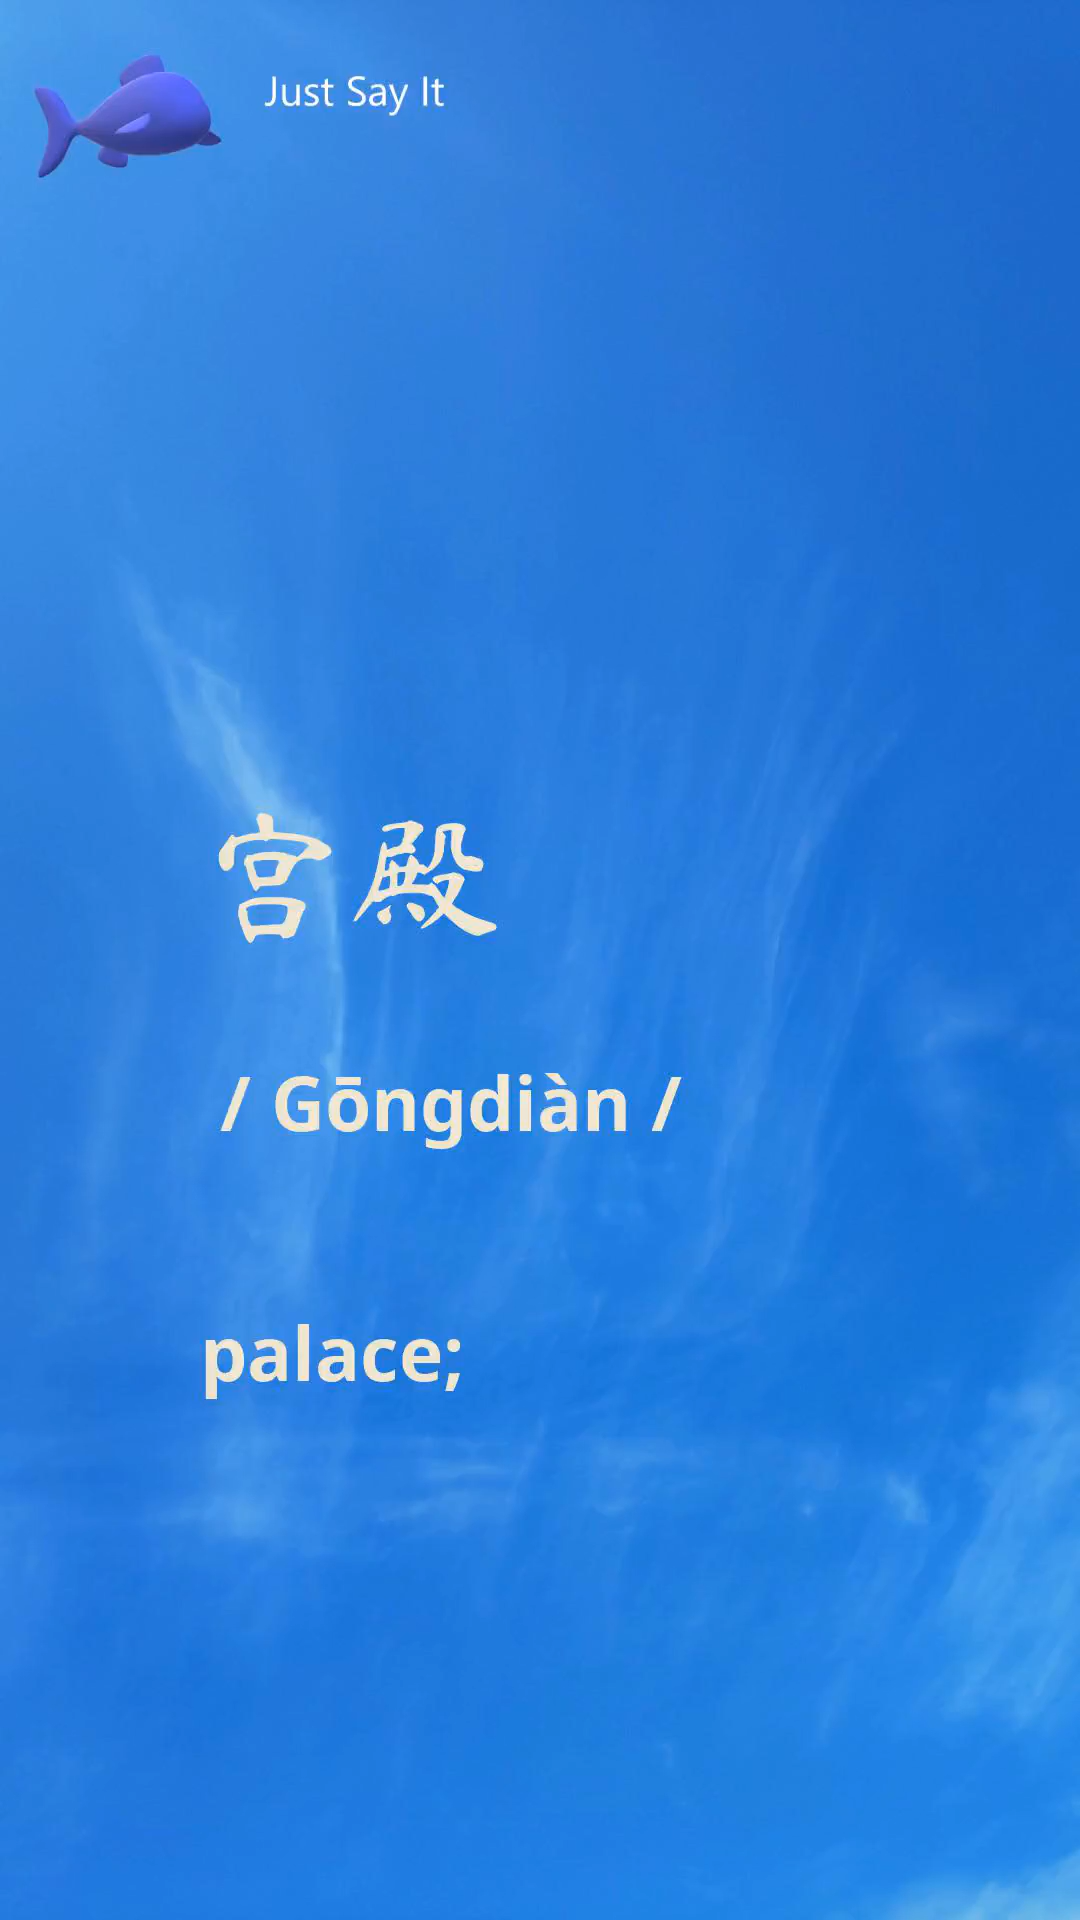 Just Say It
宫殿
/ Gōngdiàn /
palace;